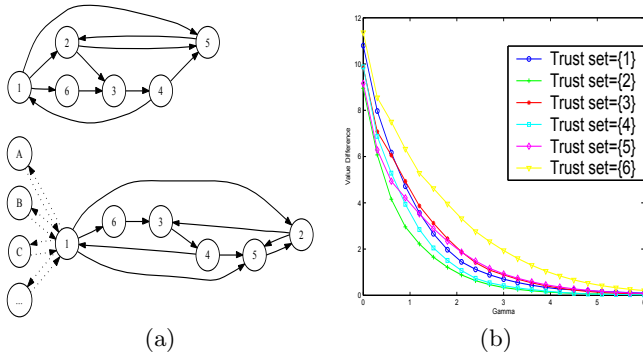 2
5
1
6
3
4
A
B
C
...
1
6
3
4
5
2
(a)
12
10
8
6
4
2
0
Value Difference
0
1
2
3
4
5
6
Gamma
Trust set={1}
Trust set={2}
Trust set={3}
Trust set={4}
Trust set={5}
Trust set={6}
(b)